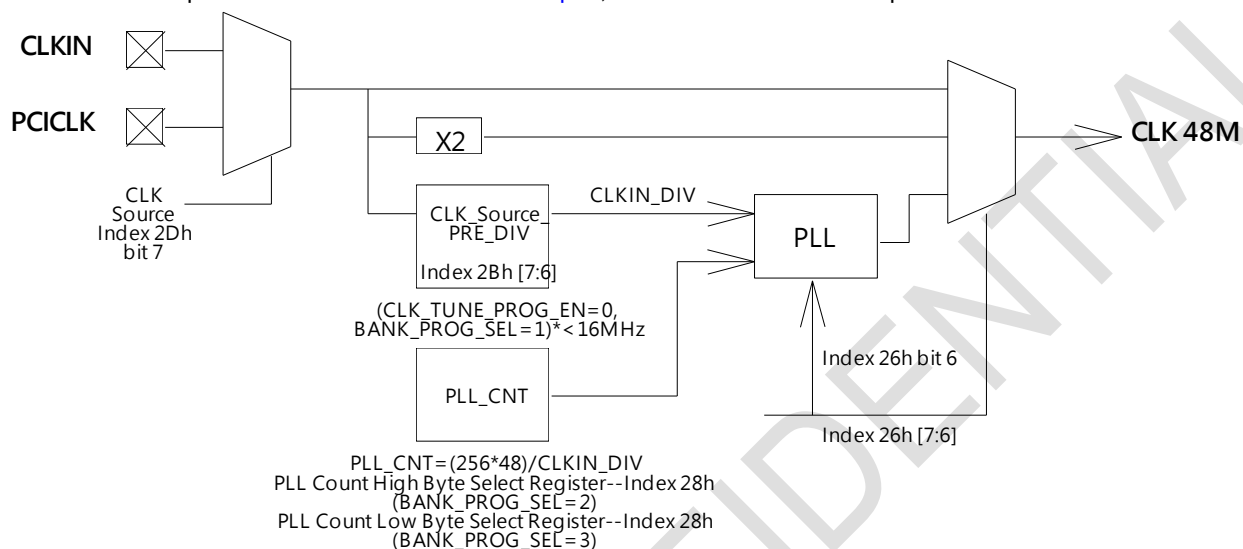 CLKIN
PCICLK
CLK
Source
Index 2Dh
bit 7
X2
CLK_Source_
PRE_DIV
Index 2Bh [7:6]
CLKIN_DIV
(CLK_TUNE_PROG_EN=0,
BANK_PROG_SEL=1)*<16MHz
PLL
CLK 48M
PLL_CNT
Index 26h bit 6
Index 26h [7:6]
PLL_CNT=(256*48)/CLKIN_DIV
PLL Count High Byte Select Register--Index 28h
(BANK_PROG_SEL=2)
PLL Count Low Byte Select Register--Index 28h
(BANK_PROG_SEL=3)
FIDENTIAL